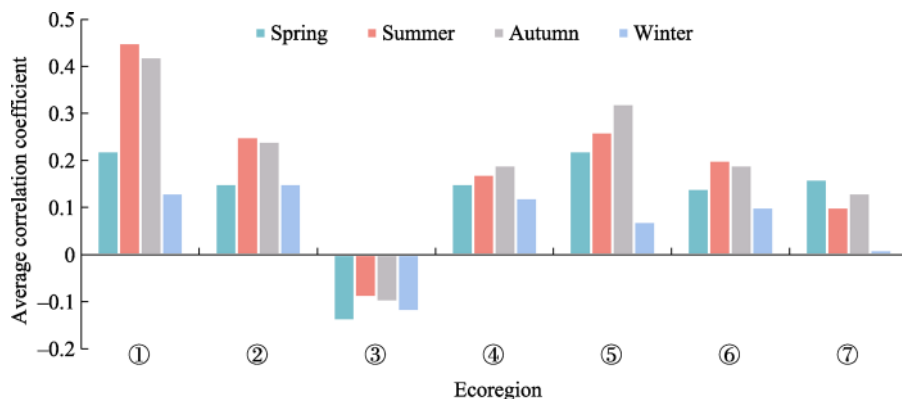 Average correlation coefficient
0.5
0.4
0.3
0.2
0.1
0
–0.1
–0.2
Spring Summer Autumn Winter
① ② ③ ④ ⑤ ⑥ ⑦
Ecoregion